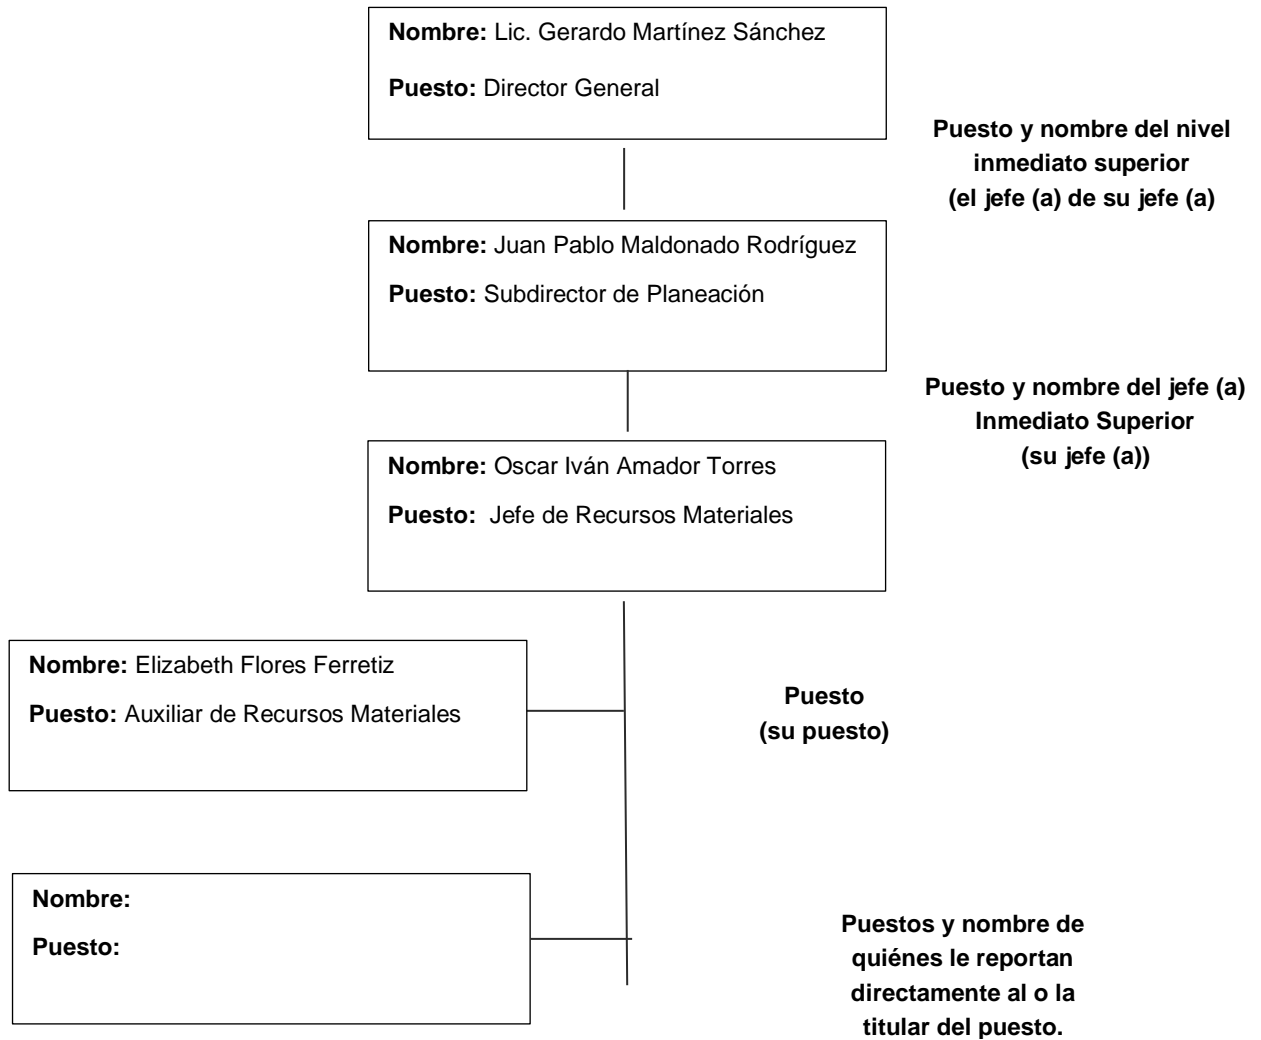 Nombre: Lic. Gerardo Martínez Sánchez
Puesto: Director General
Puesto y nombre del nivel
inmediato superior
(el jefe (a) de su jefe (a)
Nombre: Juan Pablo Maldonado Rodríguez
Puesto: Subdirector de Planeación
Puesto y nombre del jefe (a)
Inmediato Superior
(su jefe (a))
Nombre: Oscar Iván Amador Torres
Puesto: Jefe de Recursos Materiales
Nombre: Elizabeth Flores Ferretiz
Puesto: Auxiliar de Recursos Materiales
Puesto
(su puesto)
Nombre:
Puesto:
Puestos y nombre de
quiénes le reportan
directamente al o la
titular del puesto.